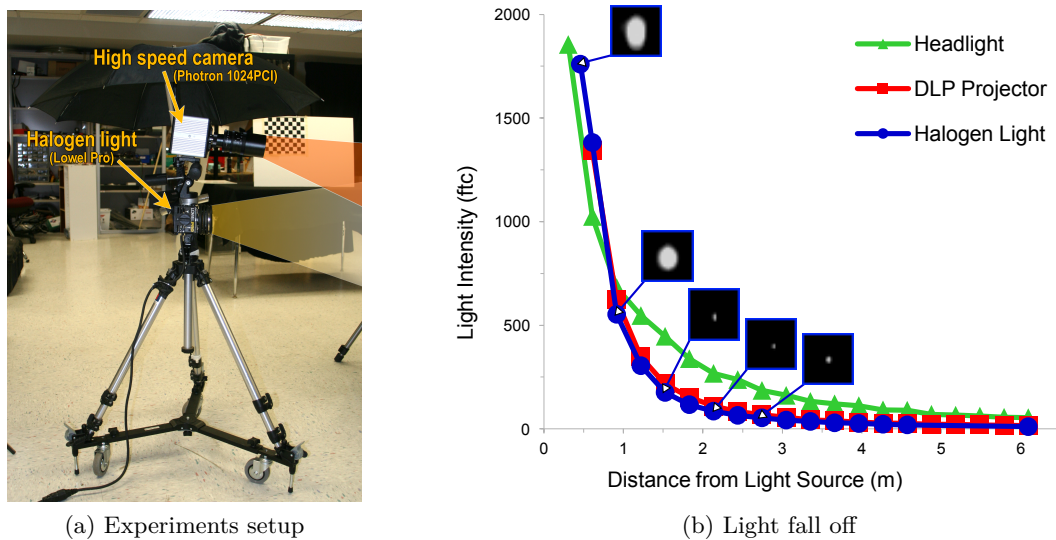 High speed camera
(Photron 1024PCI)
Halogen light
(Lowel Pro)
(a) Experiments setup
2000
1500
1000
500
0
Light Intensity (ftc)
0 1 2 3 4 5 6
Distance from Light Source (m)
Headlight
DLP Projector
Halogen Light
(b) Light fall off